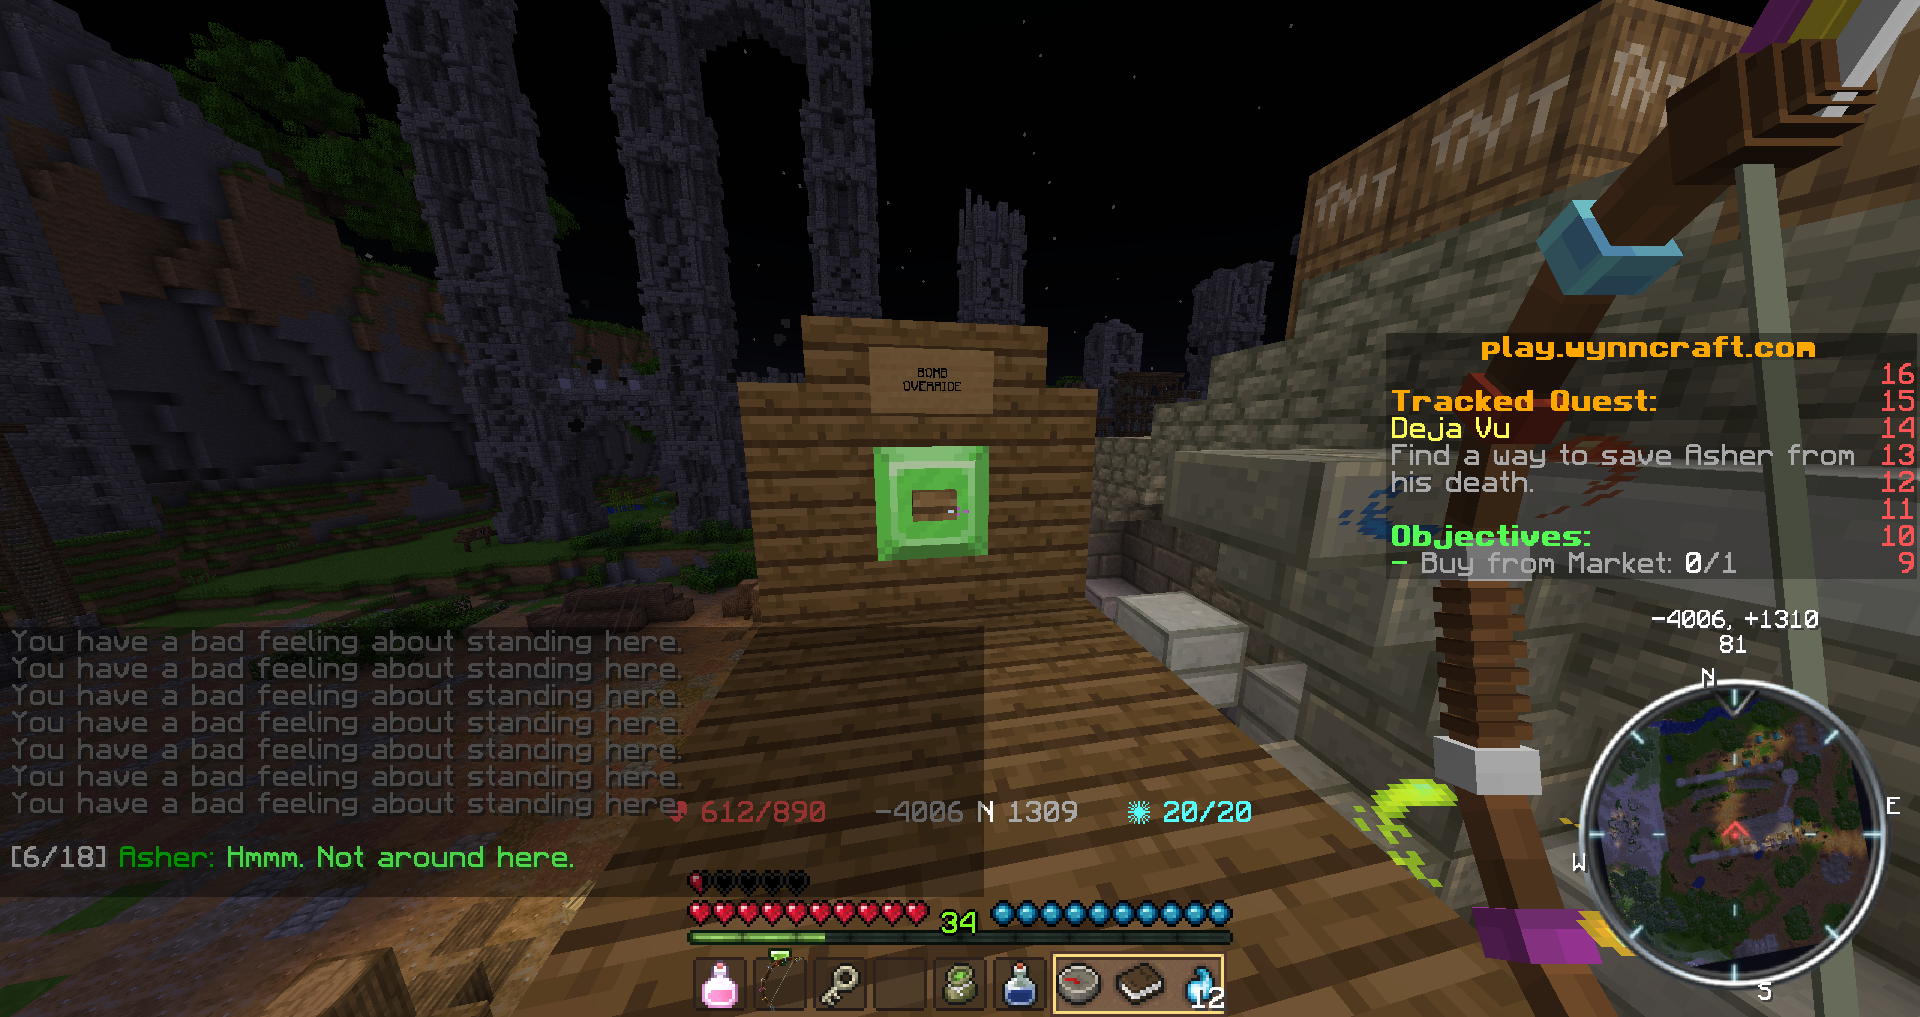 TNT
TNT
TNT
BOMB
OVERRIDE
play.wynncraft.com
16
Tracked Quest: 15
Deja Vu 14
Find a way to save Asher from 13
his death. 12
11
Objectives: 10
- Buy from Market: 0/1 9
-4006, +1310
81
N
E
W
S
You have a bad feeling about standing here.
You have a bad feeling about standing here.
You have a bad feeling about standing here.
You have a bad feeling about standing here.
You have a bad feeling about standing here.
You have a bad feeling about standing here.
You have a bad feeling about standing here.
612/890 -4006 N 1309 20/20
[6/18] Asher: Hmmm. Not around here.
34
12